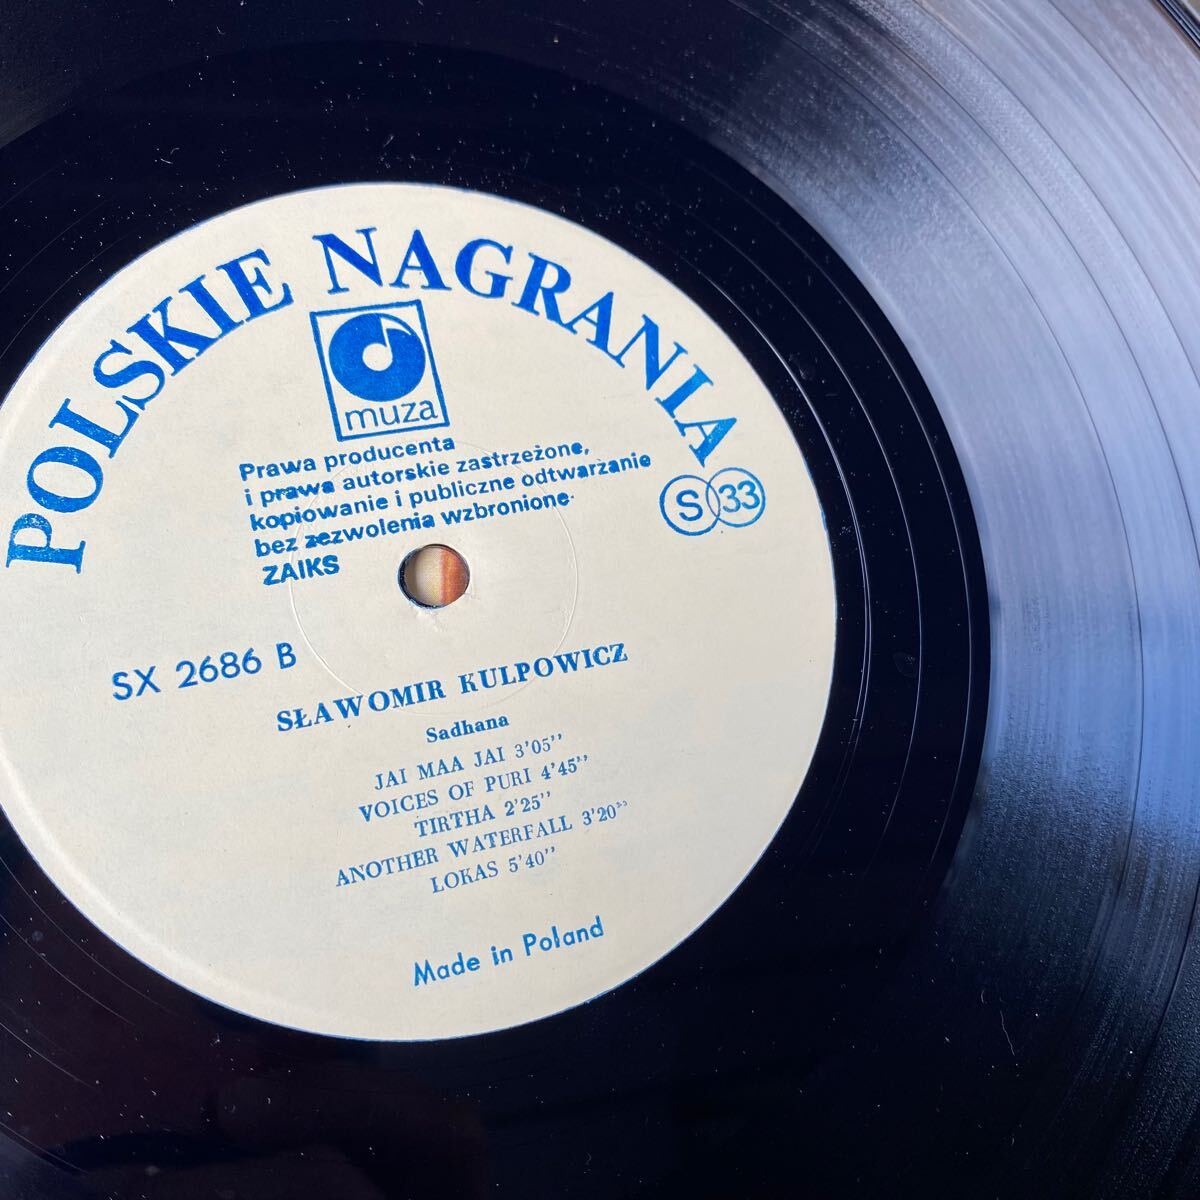 POLSKIE NAGRANIA
muza
Prawa producenta
i prawa autorskie zastrzeżone,
kopiowanie i publiczne odtwarzanie
bez zezwolenia wzbronione.
ZAIKS
S 33
SX 2686 B
SŁAWOMIR KULPOWICZ
Sadhana
JAI MAA JAI 3'05''
VOICES OF PURI 4'45''
TIRTHA 2'25''
ANOTHER WATERFALL 3'20''
LOKAS 5'40''
Made in Poland